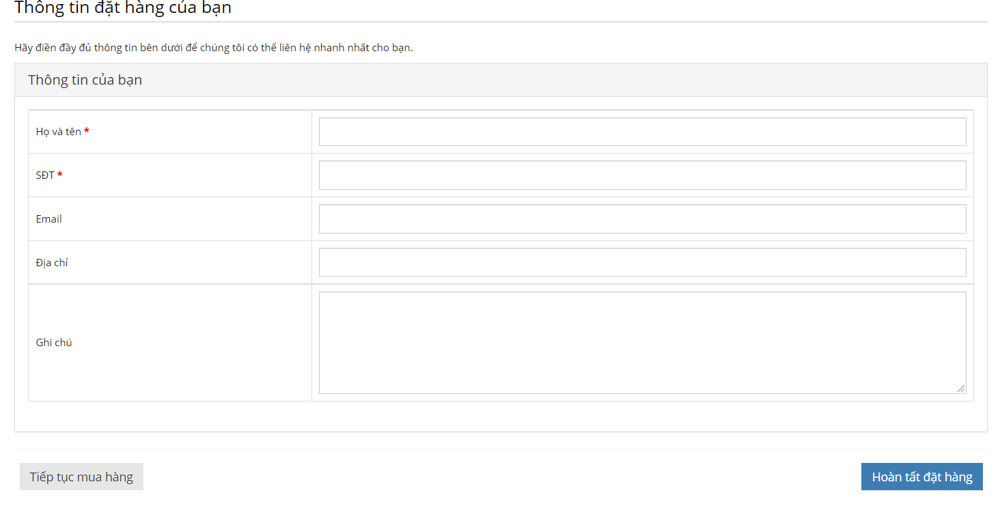 Thông tin đặt hàng của bạn
Hãy điền đầy đủ thông tin bên dưới để chúng tôi có thể liên hệ nhanh nhất cho bạn.
Thông tin của bạn
Họ và tên *
SĐT *
Email
Địa chỉ
Ghi chú
Tiếp tục mua hàng
Hoàn tất đặt hàng